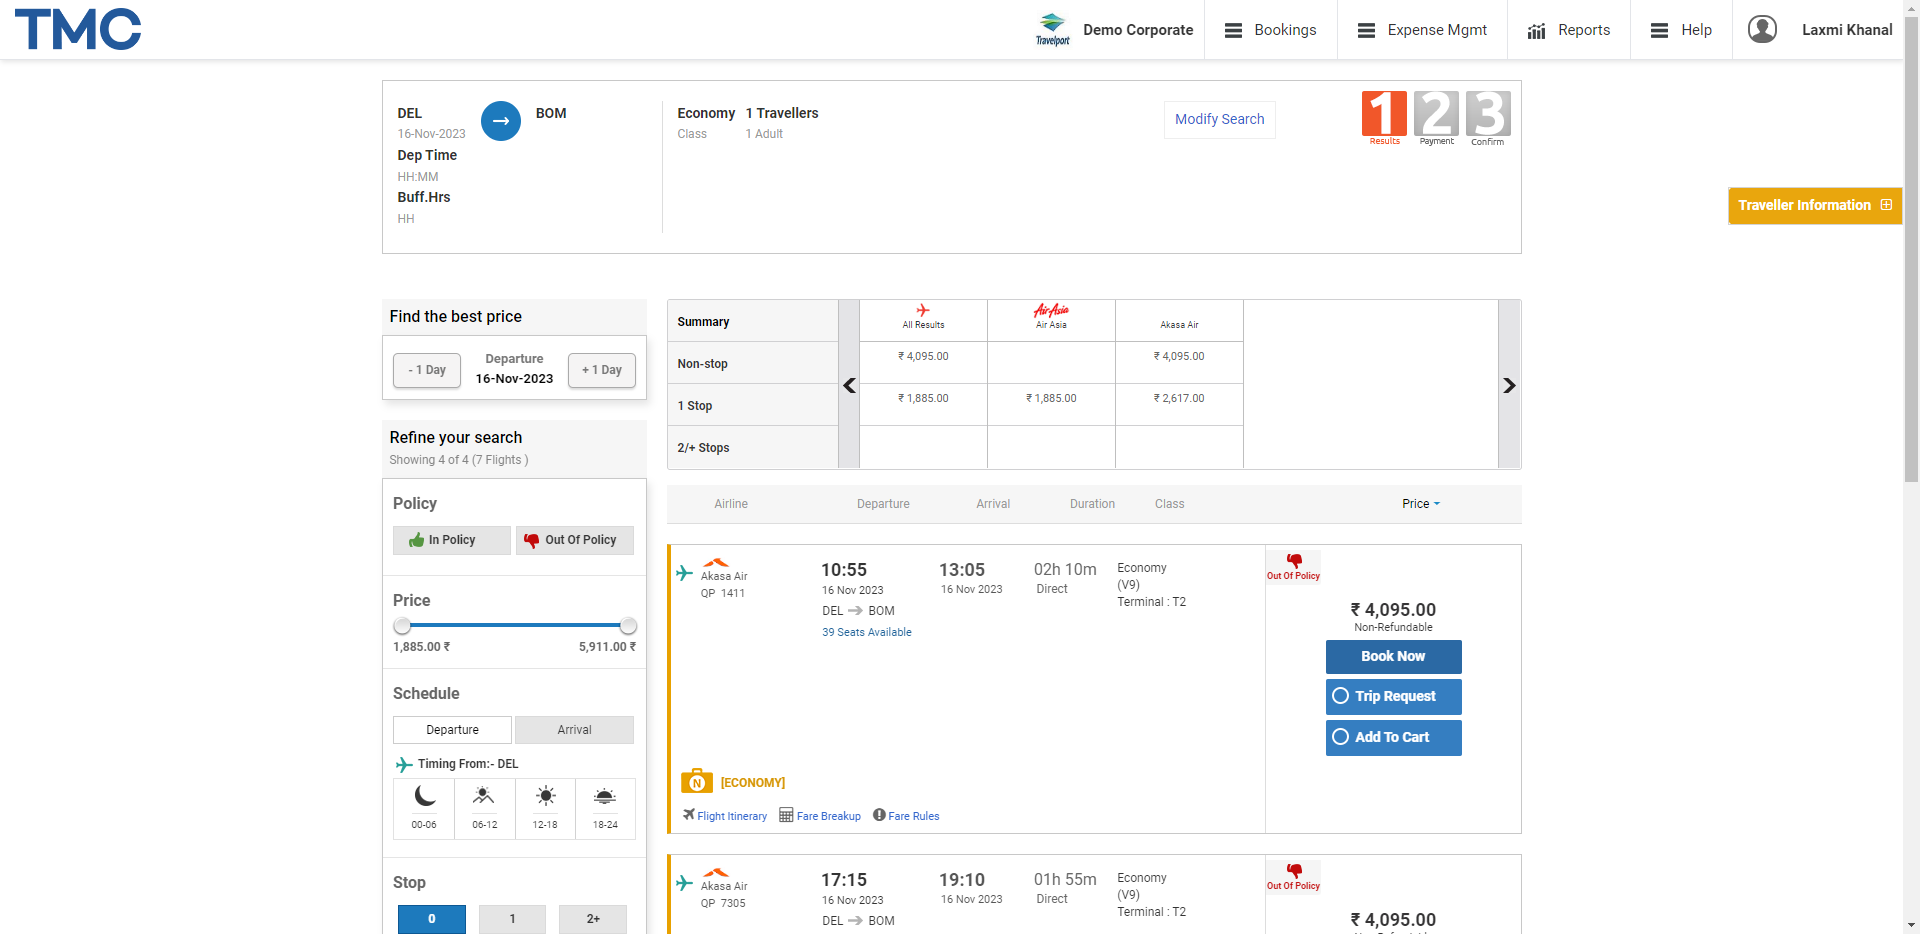 TMC
Travelport
Demo Corporate
Bookings
Expense Mgmt
Reports
Help
Laxmi Khanal
DEL
16-Nov-2023
BOM
Dep Time
HH:MM
Buff.Hrs
HH
Economy
Class
1 Travellers
1 Adult
Modify Search
1
Results
2
Payment
3
Confirm
Traveller Information
Find the best price
- 1 Day
Departure
16-Nov-2023
+ 1 Day
Refine your search
Showing 4 of 4 (7 Flights )
Policy
In Policy
Out Of Policy
Price
1,885.00 ₹
5,911.00 ₹
Schedule
Departure
Arrival
Timing From:- DEL
00-06
06-12
12-18
18-24
Stop
0
1
2+
Summary
All Results
AirAsia
Air Asia
Akasa Air
Non-stop
₹ 4,095.00
₹ 4,095.00
1 Stop
₹ 1,885.00
₹ 1,885.00
₹ 2,617.00
2/+ Stops
Airline
Departure
Arrival
Duration
Class
Price
Akasa Air
QP 1411
10:55
16 Nov 2023
DEL
BOM
39 Seats Available
13:05
16 Nov 2023
02h 10m
Direct
Economy
(V9)
Terminal : T2
Out Of Policy
₹ 4,095.00
Non-Refundable
Book Now
Trip Request
Add To Cart
N
[ECONOMY]
Flight Itinerary
Fare Breakup
Fare Rules
Akasa Air
QP 7305
17:15
16 Nov 2023
DEL
BOM
19:10
16 Nov 2023
01h 55m
Direct
Economy
(V9)
Terminal : T2
Out Of Policy
₹ 4,095.00